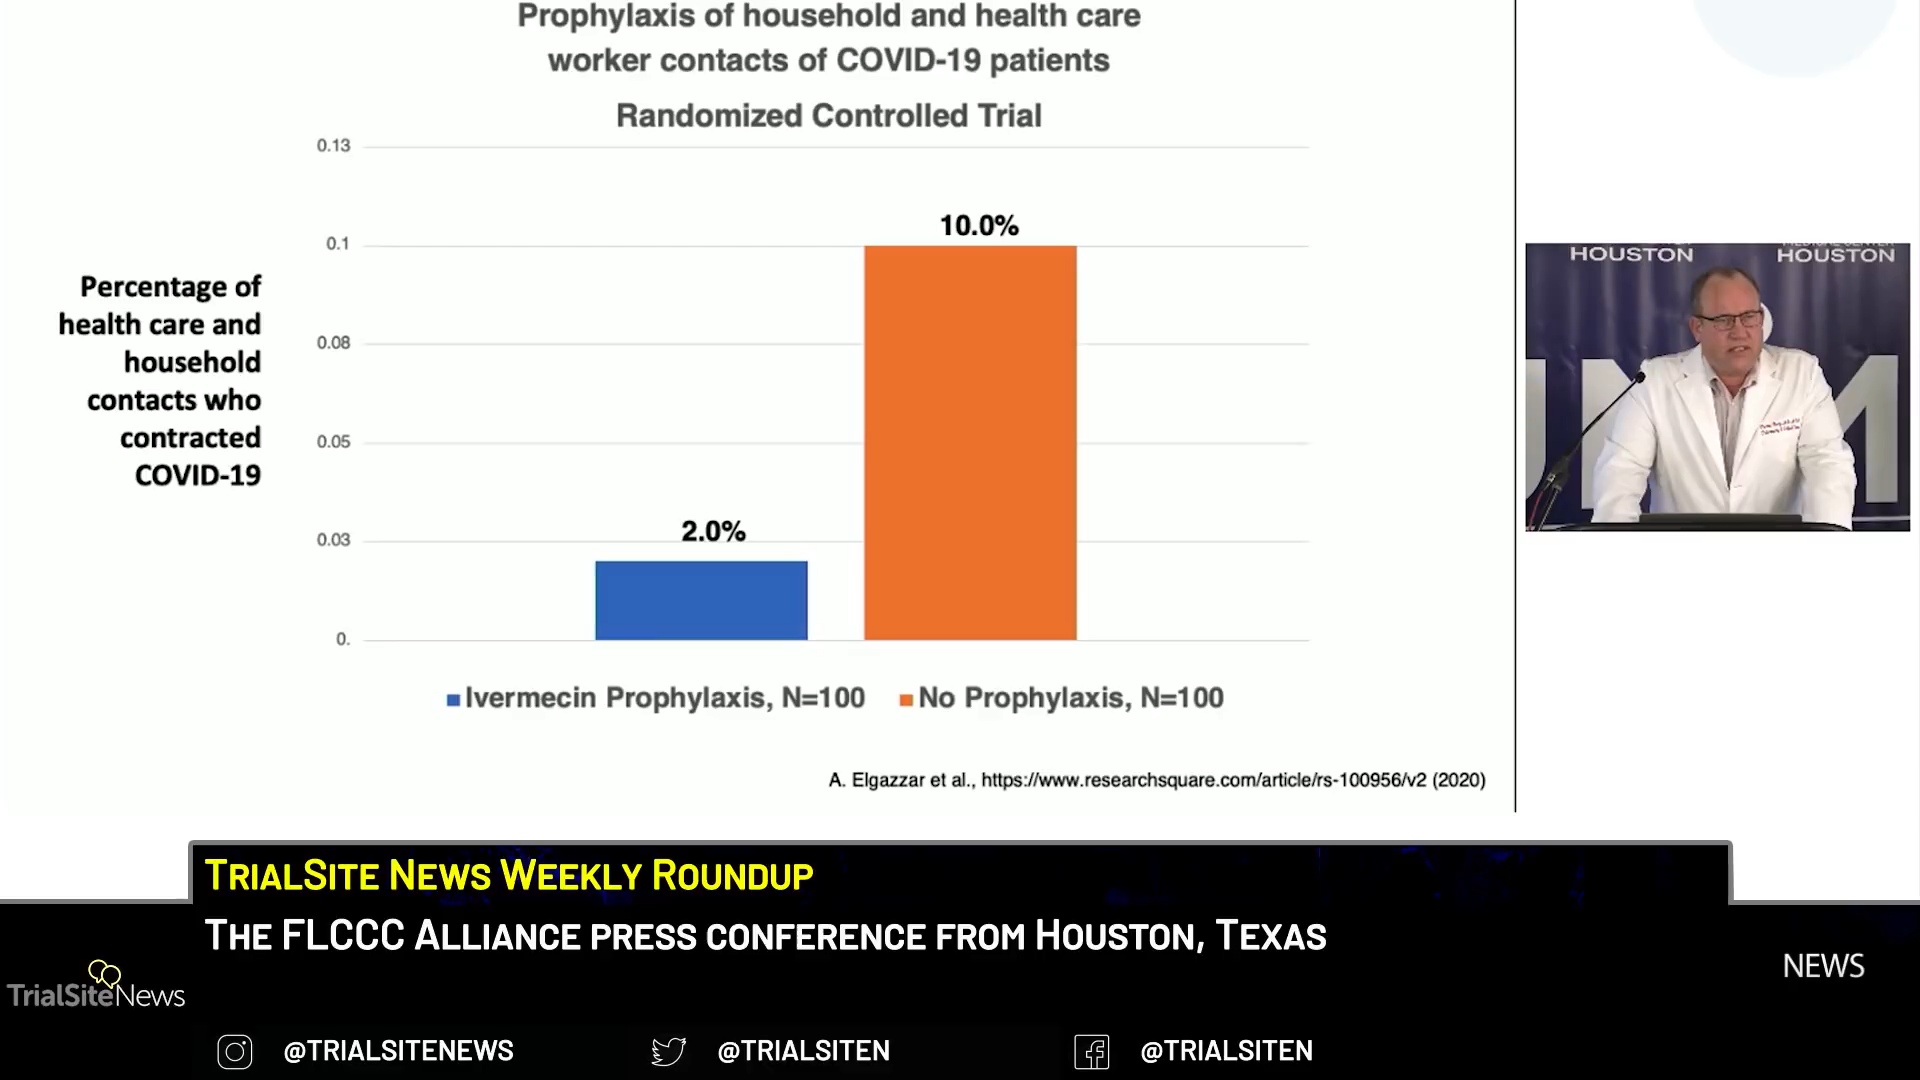 Prophylaxis of household and health care
worker contacts of COVID-19 patients
Randomized Controlled Trial
0.13
0.1
0.08
0.05
0.03
0.
10.0%
2.0%
Percentage of
health care and
household
contacts who
contracted
COVID-19
Ivermecin Prophylaxis, N=100
No Prophylaxis, N=100
A. Elgazzar et al., https://www.researchsquare.com/article/rs-100956/v2 (2020)
HOUSTON
MEDICAL CENTER
HOUSTON
TrialSite News Weekly Roundup
The FLCCC Alliance press conference from Houston, Texas
TrialSiteNews
NEWS
@TRIALSITENEWS
@TRIALSITEN
@TRIALSITEN